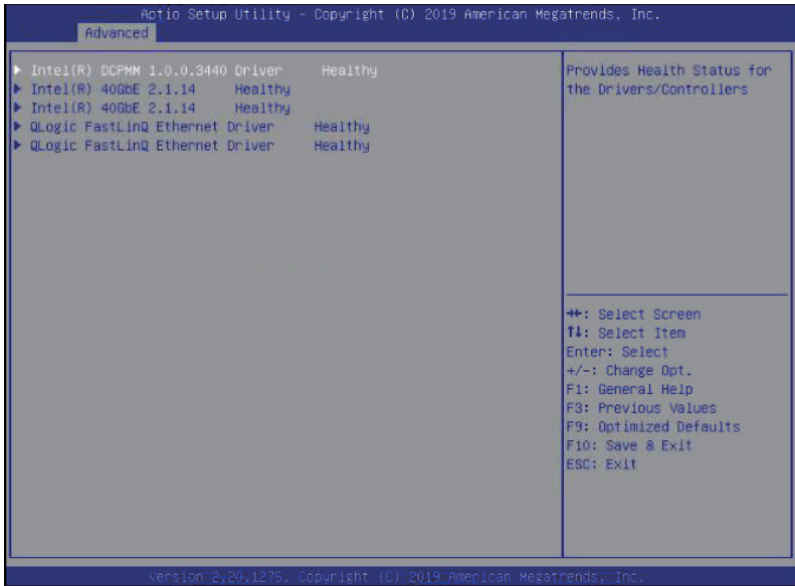 Aptio Setup Utility - Copyright (C) 2019 American Megatrends, Inc.
Advanced
▶ Intel(R) DCPMM 1.0.0.3440 Driver Healthy
▶ Intel(R) 40GbE 2.1.14 Healthy
▶ Intel(R) 40GbE 2.1.14 Healthy
▶ QLogic FastLinQ Ethernet Driver Healthy
▶ QLogic FastLinQ Ethernet Driver Healthy
Provides Health Status for
the Drivers/Controllers
→←: Select Screen
↑↓: Select Item
Enter: Select
+/-: Change Opt.
F1: General Help
F3: Previous Values
F9: Optimized Defaults
F10: Save & Exit
ESC: Exit
Version 2.20.1275. Copyright (C) 2019 American Megatrends, Inc.